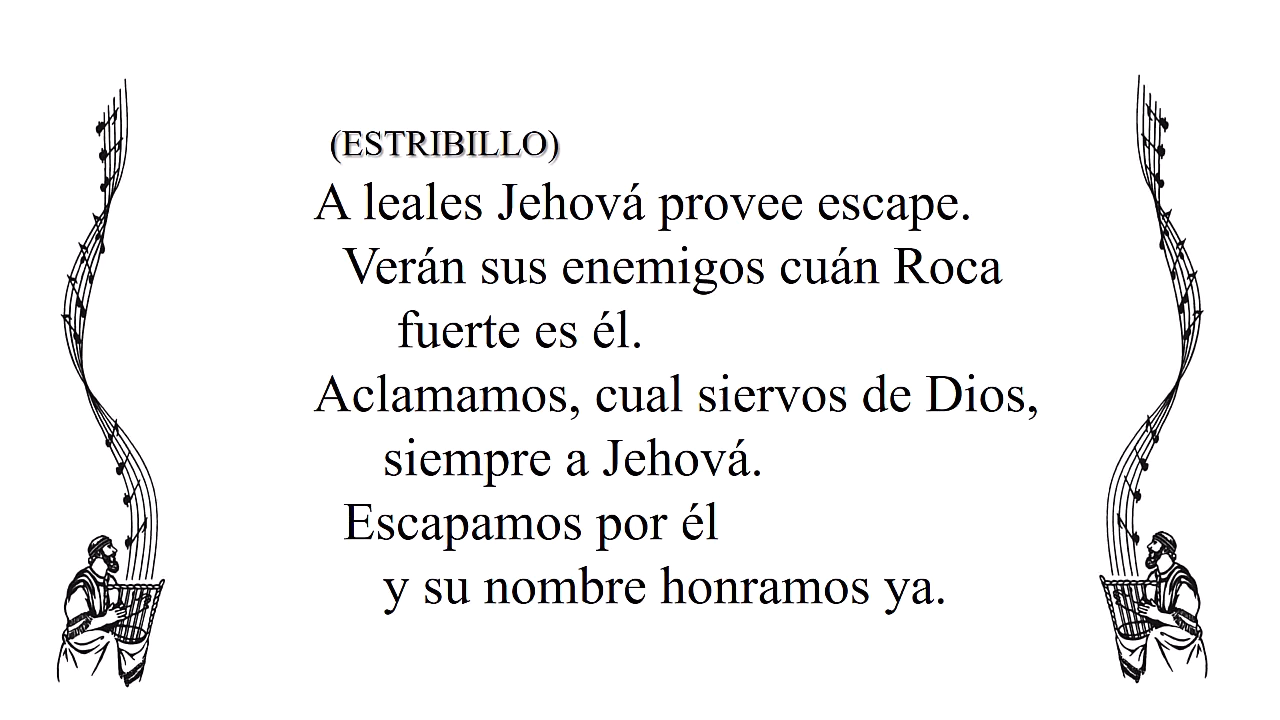 (ESTRIBILLO)
A leales Jehová provee escape.
Verán sus enemigos cuán Roca
fuerte es él.
Aclamamos, cual siervos de Dios,
siempre a Jehová.
Escapamos por él
y su nombre honramos ya.